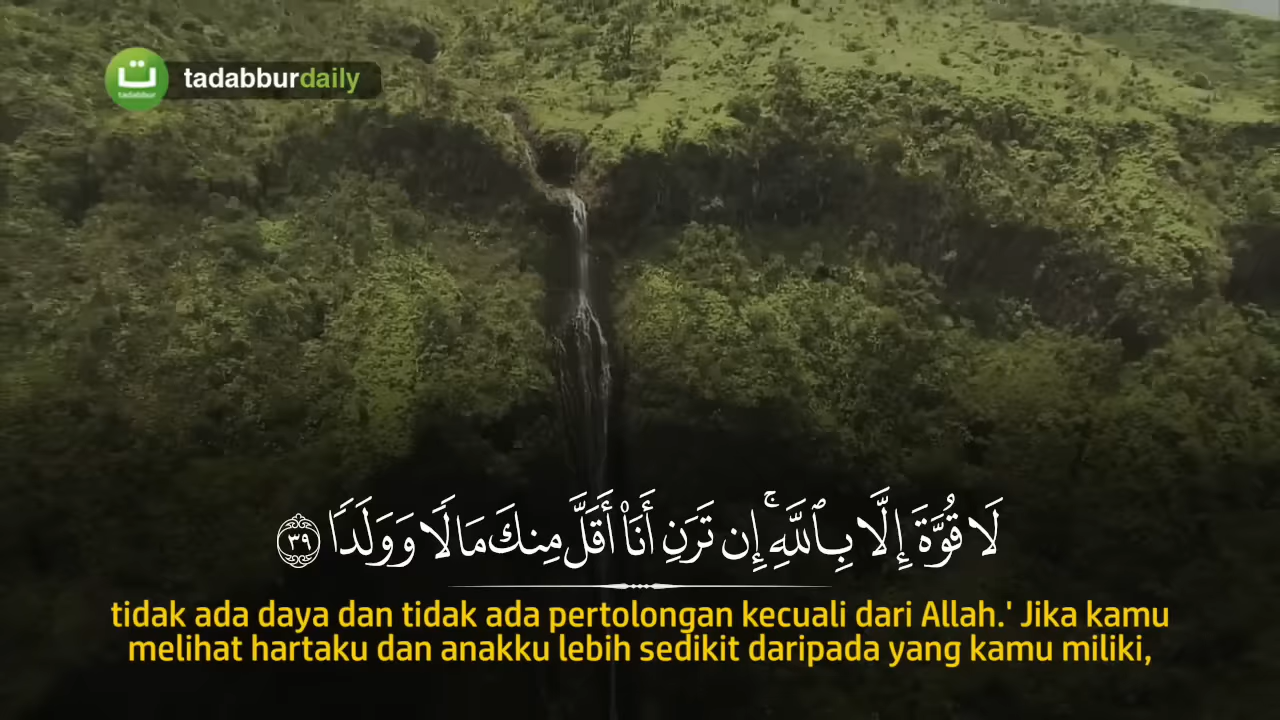 ت
tadabbur
tadabburdaily
لَا قُوَّةَ إِلَّا بِٱللَّهِ ۚ إِن تَرَنِ أَنَا۠ أَقَلَّ مِنكَ مَالًا وَوَلَدًا ٣٩
tidak ada daya dan tidak ada pertolongan kecuali dari Allah.' Jika kamu
melihat hartaku dan anakku lebih sedikit daripada yang kamu miliki,